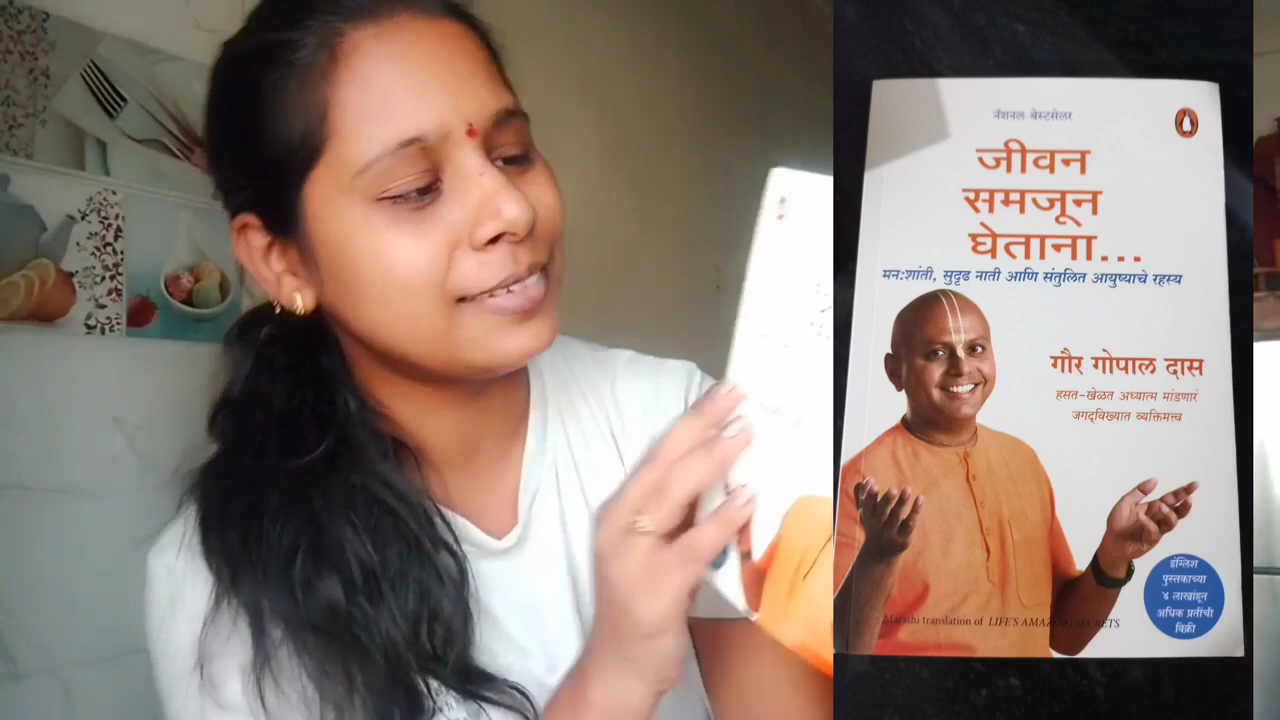 नॅशनल बेस्टसेलर
जीवन
समजून
घेताना...
मन:शांती, सुदृढ नाती आणि संतुलित आयुष्याचे रहस्य
गौर गोपाल दास
हसत-खेळत अध्यात्म मांडणारं
जगद्विख्यात व्यक्तिमत्त्व
इंग्लिश
पुस्तकाच्या
४ लाखांहून
अधिक प्रतींची
विक्री
Marathi translation of LIFE'S AMAZING SECRETS